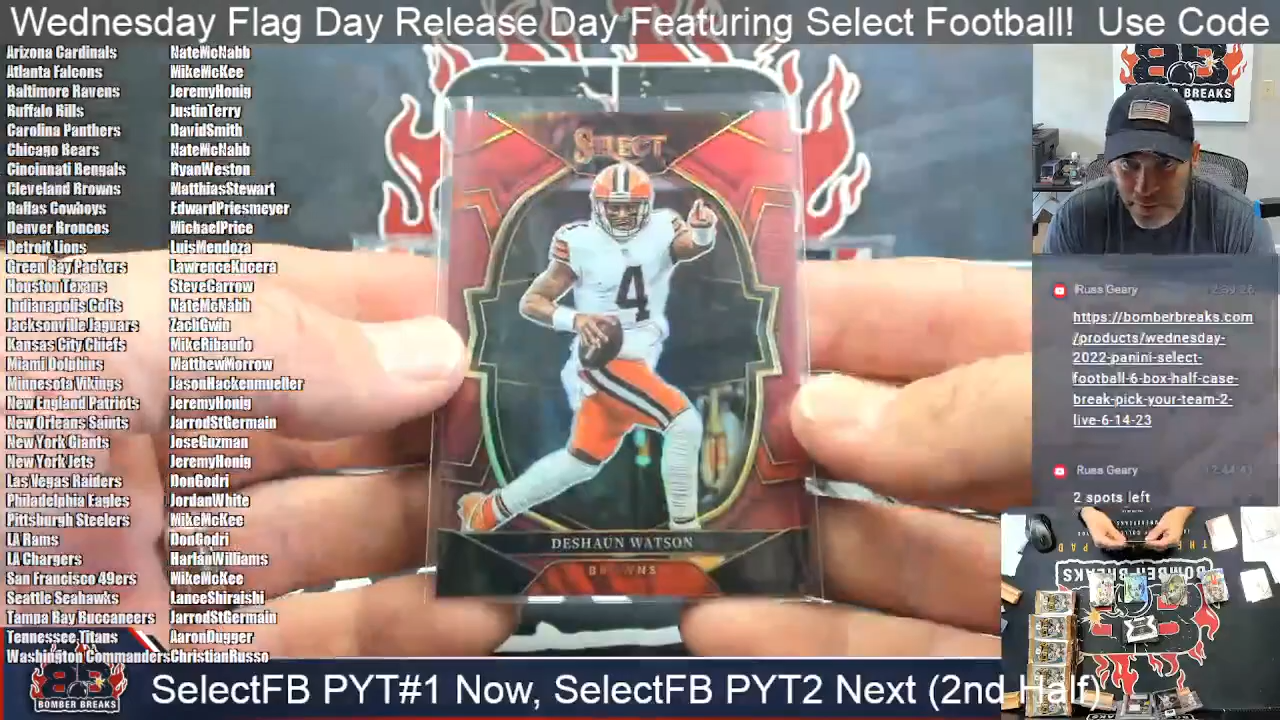 Wednesday Flag Day Release Day Featuring Select Football! Use Code
Arizona Cardinals NateMcNabb
Atlanta Falcons MikeMcKee
Baltimore Ravens JeremyHonig
Buffalo Bills JustinTerry
Carolina Panthers DavidSmith
Chicago Bears NateMcNabb
Cincinnati Bengals RyanWeston
Cleveland Browns MatthiasStewart
Dallas Cowboys EdwardPriesmeyer
Denver Broncos MichaelPrice
Detroit Lions LuisMendoza
Green Bay Packers LawrenceKucera
Houston Texans SteveGarrow
Indianapolis Colts NateMcNabb
Jacksonville Jaguars ZachGwin
Kansas City Chiefs MikeRibaudo
Miami Dolphins MatthewMorrow
Minnesota Vikings JasonHackenmueller
New England Patriots JeremyHonig
New Orleans Saints JarrodStGermain
New York Giants JoseGuzman
New York Jets JeremyHonig
Las Vegas Raiders DonGodri
Philadelphia Eagles JordanWhite
Pittsburgh Steelers MikeMcKee
LA Rams DonGodri
LA Chargers HarlanWilliams
San Francisco 49ers MikeMcKee
Seattle Seahawks LanceShiraishi
Tampa Bay Buccaneers JarrodStGermain
Tennessee Titans AaronDugger
Washington Commanders ChristianRusso
SELECT
4
DESHAUN WATSON
BROWNS
BREAKS
Russ Geary
https://bomberbreaks.com
/products/wednesday-
2022-panini-select-
football-6-box-half-case-
break-pick-your-team-2-
live-6-14-23
Russ Geary 12:44:43
2 spots left
BOMBER BREAKS
BOMBER BREAKS
SelectFB PYT#1 Now, SelectFB PYT2 Next (2nd Half)